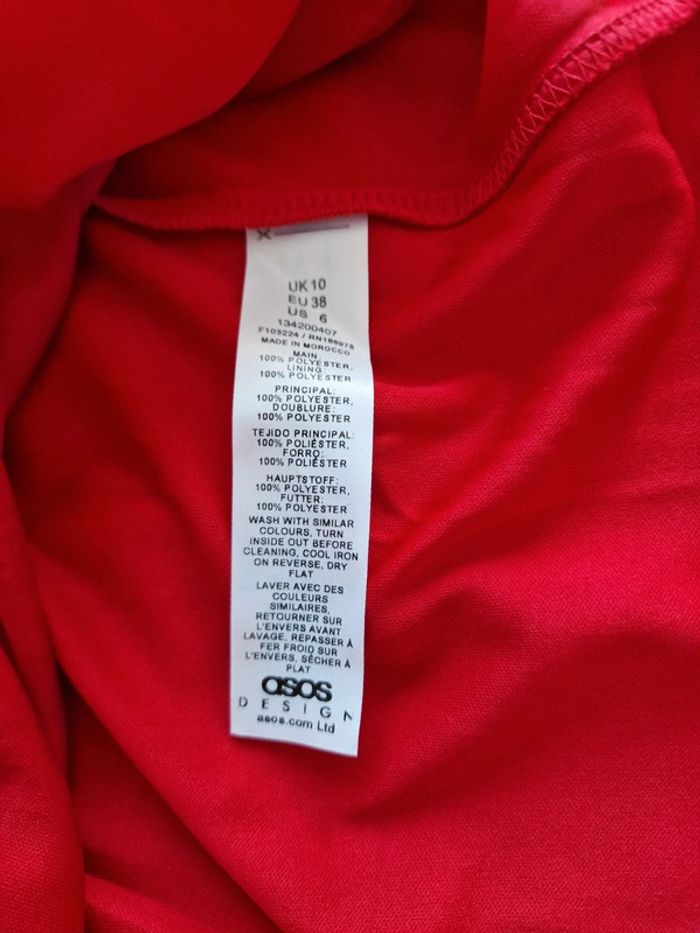 UK 10
EU 38
US 6
134200407
F103224 / RN166978
MADE IN MOROCCO
MAIN:
100% POLYESTER.
LINING:
100% POLYESTER
PRINCIPAL:
100% POLYESTER,
DOUBLURE:
100% POLYESTER
TEJIDO PRINCIPAL:
100% POLIÉSTER,
FORRO:
100% POLIÉSTER
HAUPTSTOFF:
100% POLYESTER,
FUTTER:
100% POLYESTER
WASH WITH SIMILAR
COLOURS, TURN
INSIDE OUT BEFORE
CLEANING, COOL IRON
ON REVERSE, DRY
FLAT
LAVER AVEC DES
COULEURS
SIMILAIRES,
RETOURNER SUR
L'ENVERS AVANT
LAVAGE, REPASSER À
FER FROID SUR
L'ENVERS, SÉCHER À
PLAT
asos
DESIGN
asos.com Ltd